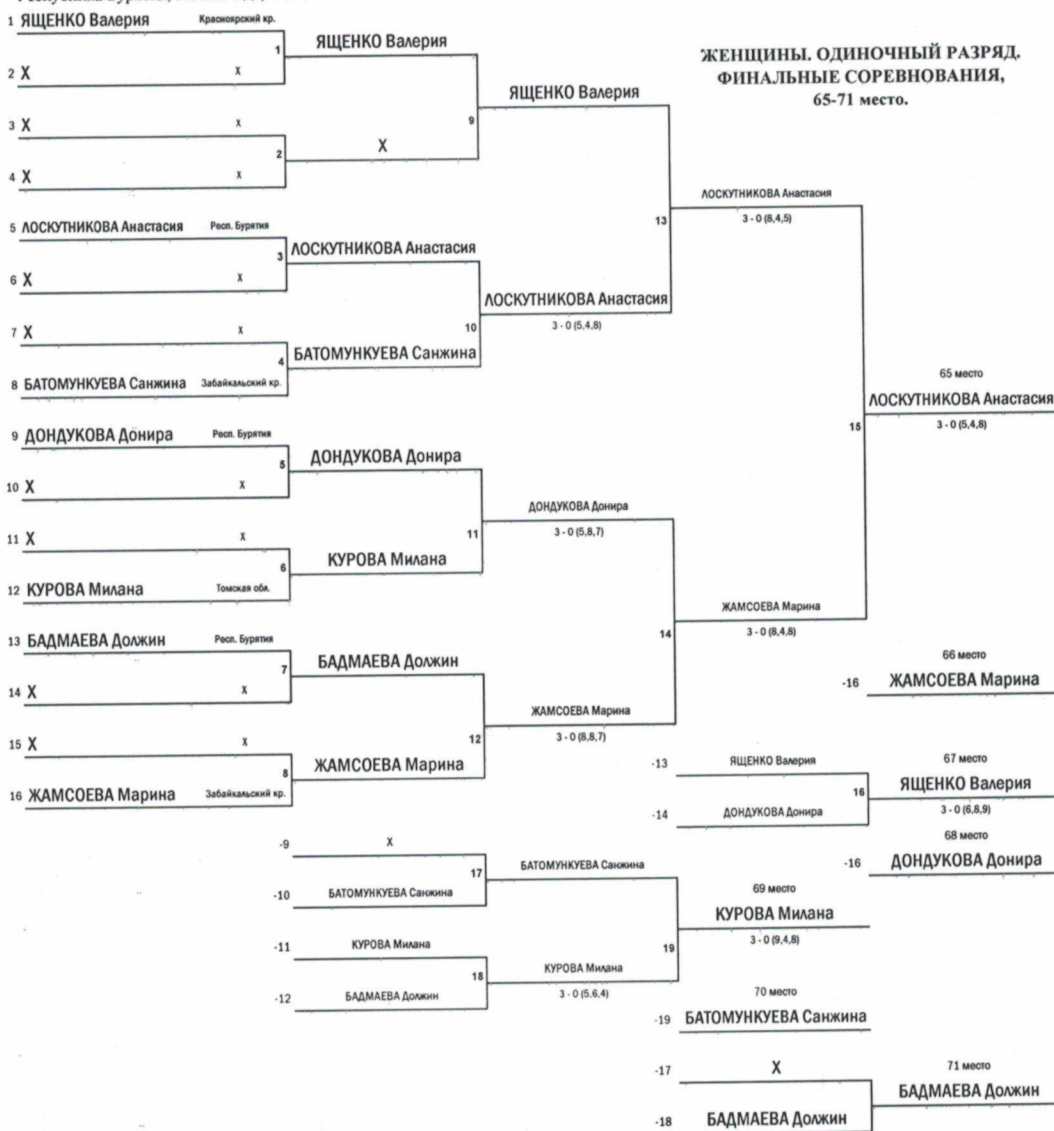 1 ЯЩЕНКО Валерия Красноярский кр.
1
ЯЩЕНКО Валерия
2 X X
ЖЕНЩИНЫ. ОДИНОЧНЫЙ РАЗРЯД.
ФИНАЛЬНЫЕ СОРЕВНОВАНИЯ,
65-71 место.
9
ЯЩЕНКО Валерия
3 X X
2
X
4 X X
13
ЛОСКУТНИКОВА Анастасия
3 - 0 (8,4,5)
5 ЛОСКУТНИКОВА Анастасия Респ. Бурятия
3
ЛОСКУТНИКОВА Анастасия
6 X X
10
ЛОСКУТНИКОВА Анастасия
3 - 0 (5,4,8)
7 X X
4
БАТОМУНКУЕВА Санжина
8 БАТОМУНКУЕВА Санжина Забайкальский кр.
15
65 место
ЛОСКУТНИКОВА Анастасия
3 - 0 (5,4,8)
9 ДОНДУКОВА Донира Респ. Бурятия
5
ДОНДУКОВА Донира
10 X X
11
ДОНДУКОВА Донира
3 - 0 (5,8,7)
11 X X
6
КУРОВА Милана
12 КУРОВА Милана Томская обл.
14
ЖАМСОЕВА Марина
3 - 0 (8,4,8)
13 БАДМАЕВА Должин Респ. Бурятия
7
БАДМАЕВА Должин
14 X X
66 место
-16 ЖАМСОЕВА Марина
12
ЖАМСОЕВА Марина
3 - 0 (8,8,7)
15 X X
8
ЖАМСОЕВА Марина
16 ЖАМСОЕВА Марина Забайкальский кр.
-13 ЯЩЕНКО Валерия
16
67 место
ЯЩЕНКО Валерия
3 - 0 (6,8,9)
-14 ДОНДУКОВА Донира
68 место
-16 ДОНДУКОВА Донира
-9 X
17
БАТОМУНКУЕВА Санжина
-10 БАТОМУНКУЕВА Санжина
19
69 место
КУРОВА Милана
3 - 0 (9,4,8)
-11 КУРОВА Милана
18
КУРОВА Милана
3 - 0 (5.6,4)
-12 БАДМАЕВА Должин
70 место
-19 БАТОМУНКУЕВА Санжина
-17 X
71 место
БАДМАЕВА Должин
-18 БАДМАЕВА Должин